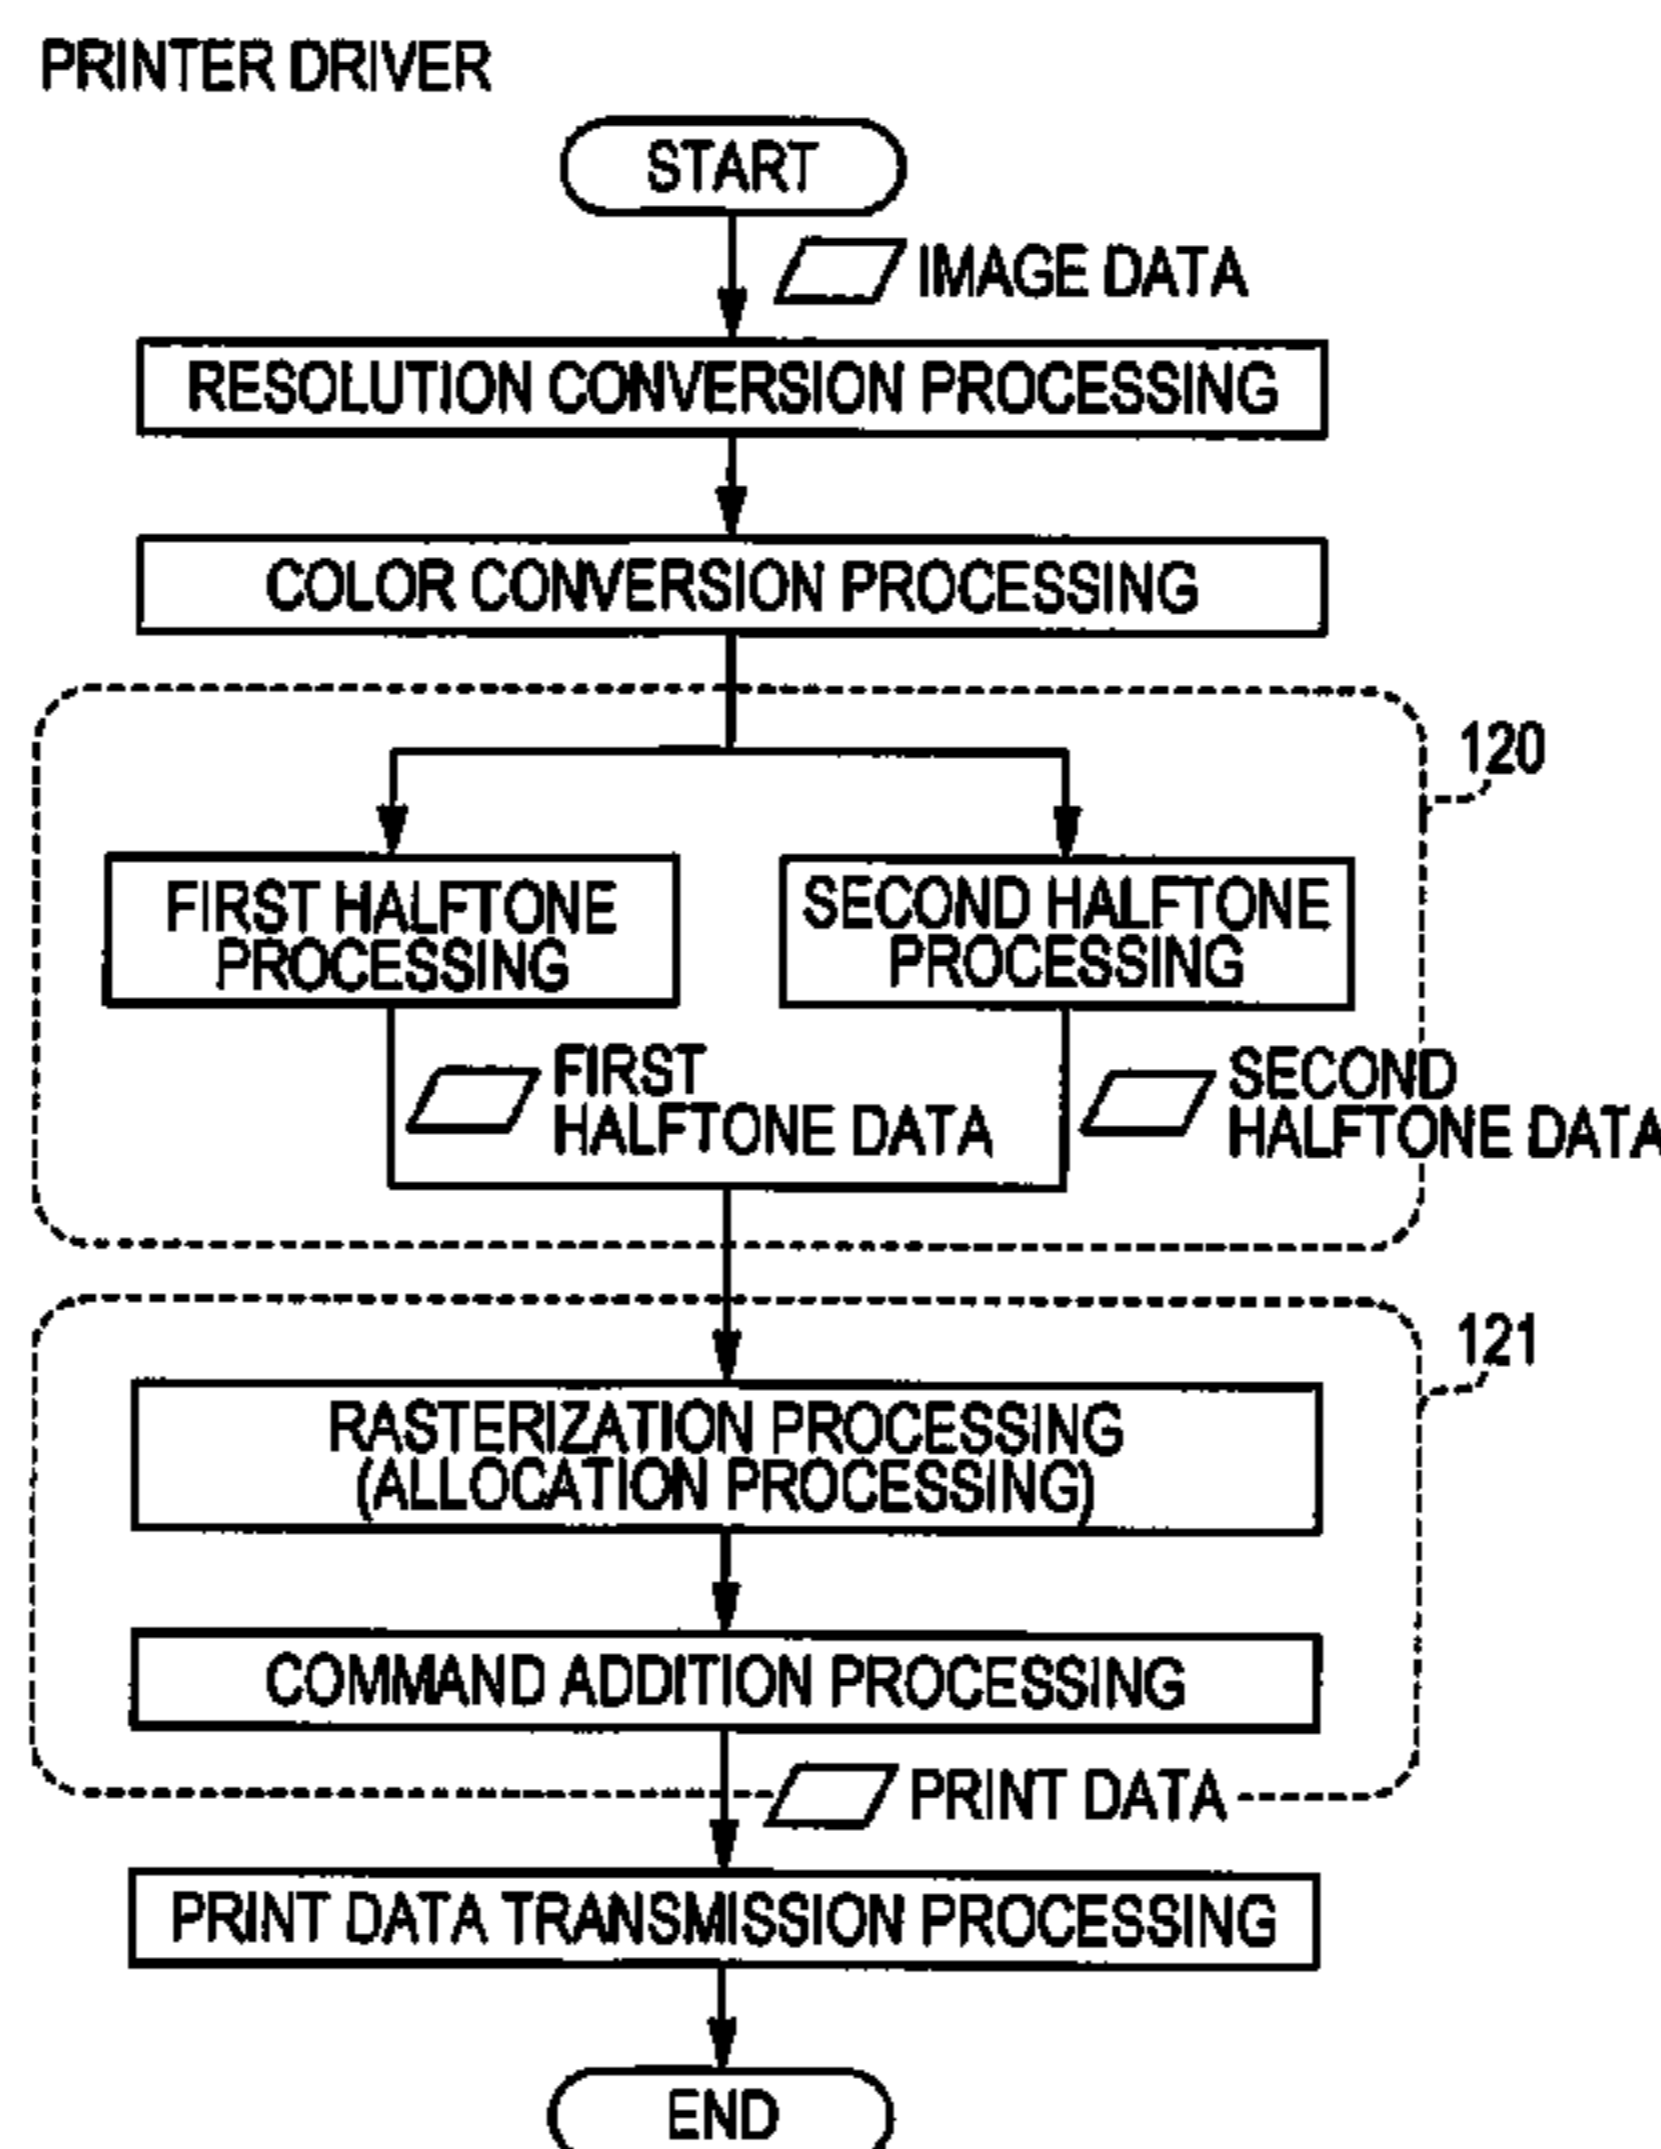 PRINTER DRIVER
START
IMAGE DATA
RESOLUTION CONVERSION PROCESSING
COLOR CONVERSION PROCESSING
120
FIRST HALFTONE
PROCESSING
SECOND HALFTONE
PROCESSING
FIRST
HALFTONE DATA
SECOND
HALFTONE DATA
121
RASTERIZATION PROCESSING
(ALLOCATION PROCESSING)
COMMAND ADDITION PROCESSING
PRINT DATA
PRINT DATA TRANSMISSION PROCESSING
END